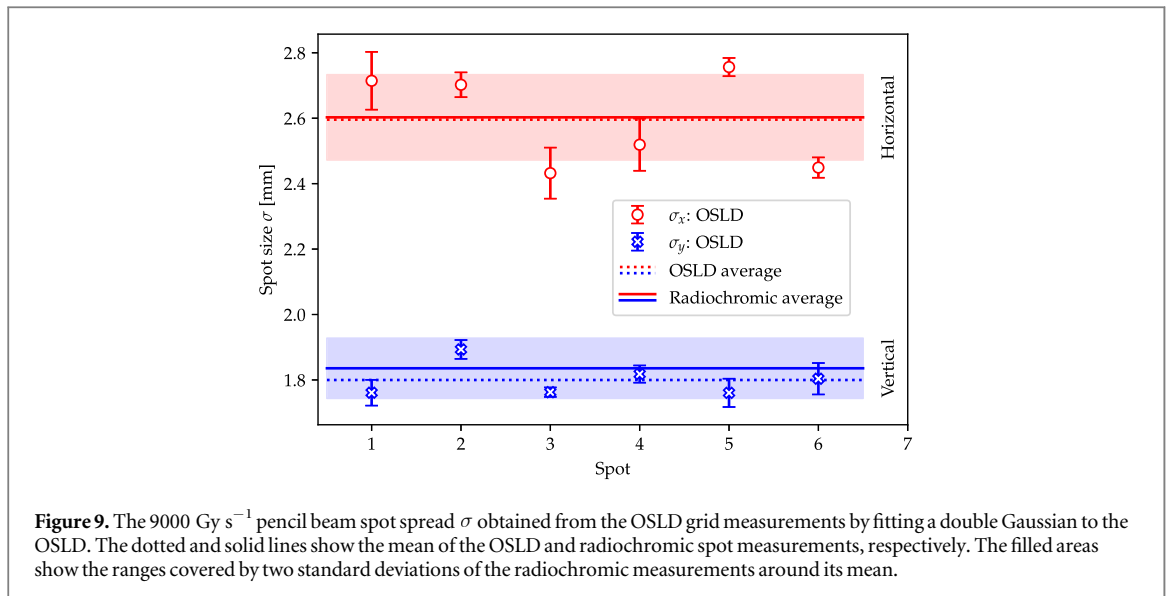 2.8
2.6
2.4
2.2
2.0
1.8
Spot size σ [mm]
Horizontal
Vertical
σx: OSLD
σy: OSLD
OSLD average
Radiochromic average
1 2 3 4 5 6 7
Spot
Figure 9. The 9000 Gy s⁻¹ pencil beam spot spread σ obtained from the OSLD grid measurements by fitting a double Gaussian to the
OSLD. The dotted and solid lines show the mean of the OSLD and radiochromic spot measurements, respectively. The filled areas
show the ranges covered by two standard deviations of the radiochromic measurements around its mean.